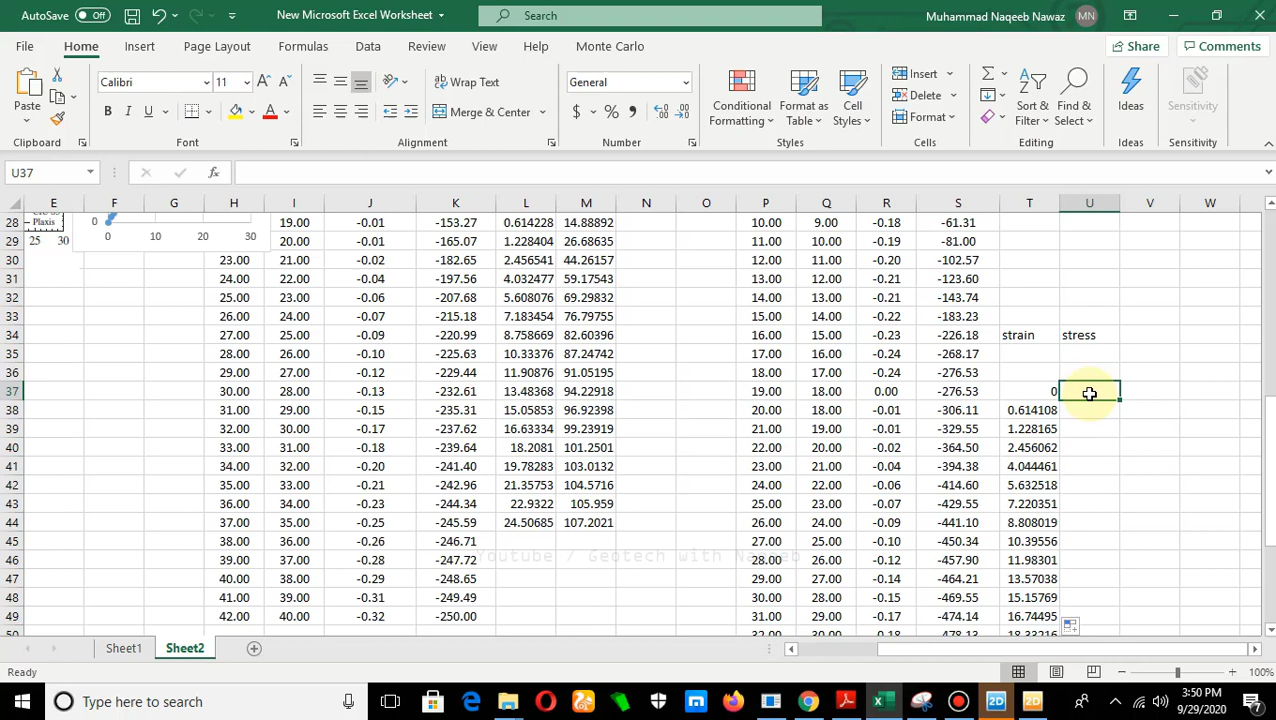 AutoSave Off New Microsoft Excel Worksheet Search Muhammad Naqeeb Nawaz MN
File Home Insert Page Layout Formulas Data Review View Help Monte Carlo Share Comments
Paste Calibri 11 Wrap Text General Conditional Formatting Format as Table Cell Styles Insert Sort & Filter Find & Select Ideas Sensitivity
B I U A Merge & Center $ % Delete
Format
Clipboard Font Alignment Number Styles Cells Editing Ideas Sensitivity
U37 fx
E F G H I J K L M N O P Q R S T U V W
28 Plaxis 0 19.00 -0.01 -153.27 0.614228 14.88892 10.00 9.00 -0.18 -61.31
29 25 30 0 10 20 30 20.00 -0.01 -165.07 1.228404 26.68635 11.00 10.00 -0.19 -81.00
30 23.00 21.00 -0.02 -182.65 2.456541 44.26157 12.00 11.00 -0.20 -102.57
31 24.00 22.00 -0.04 -197.56 4.032477 59.17543 13.00 12.00 -0.21 -123.60
32 25.00 23.00 -0.06 -207.68 5.608076 69.29832 14.00 13.00 -0.21 -143.74
33 26.00 24.00 -0.07 -215.18 7.183454 76.79755 15.00 14.00 -0.22 -183.23
34 27.00 25.00 -0.09 -220.99 8.758669 82.60396 16.00 15.00 -0.23 -226.18 strain stress
35 28.00 26.00 -0.10 -225.63 10.33376 87.24742 17.00 16.00 -0.24 -268.17
36 29.00 27.00 -0.12 -229.44 11.90876 91.05195 18.00 17.00 -0.24 -276.53
37 30.00 28.00 -0.13 -232.61 13.48368 94.22918 19.00 18.00 0.00 -276.53 0
38 31.00 29.00 -0.15 -235.31 15.05853 96.92398 20.00 18.00 -0.01 -306.11 0.614108
39 32.00 30.00 -0.17 -237.62 16.63334 99.23919 21.00 19.00 -0.01 -329.55 1.228165
40 33.00 31.00 -0.18 -239.64 18.2081 101.2501 22.00 20.00 -0.02 -364.50 2.456062
41 34.00 32.00 -0.20 -241.40 19.78283 103.0132 23.00 21.00 -0.04 -394.38 4.044461
42 35.00 33.00 -0.21 -242.96 21.35753 104.5716 24.00 22.00 -0.06 -414.60 5.632518
43 36.00 34.00 -0.23 -244.34 22.9322 105.959 25.00 23.00 -0.07 -429.55 7.220351
44 37.00 35.00 -0.25 -245.59 24.50685 107.2021 26.00 24.00 -0.09 -441.10 8.808019
45 38.00 36.00 -0.26 -246.71 27.00 25.00 -0.10 -450.34 10.39556
Youtube / Geotech with Naqeeb
46 39.00 37.00 -0.28 -247.72 28.00 26.00 -0.12 -457.90 11.98301
47 40.00 38.00 -0.29 -248.65 29.00 27.00 -0.14 -464.21 13.57038
48 41.00 39.00 -0.31 -249.49 30.00 28.00 -0.15 -469.55 15.15769
49 42.00 40.00 -0.32 -250.00 31.00 29.00 -0.17 -474.14 16.74495
50 32.00 30.00 -0.18 -478.13 18.33216
Sheet1 Sheet2
Ready 100%
Type here to search 3:50 PM
9/29/2020